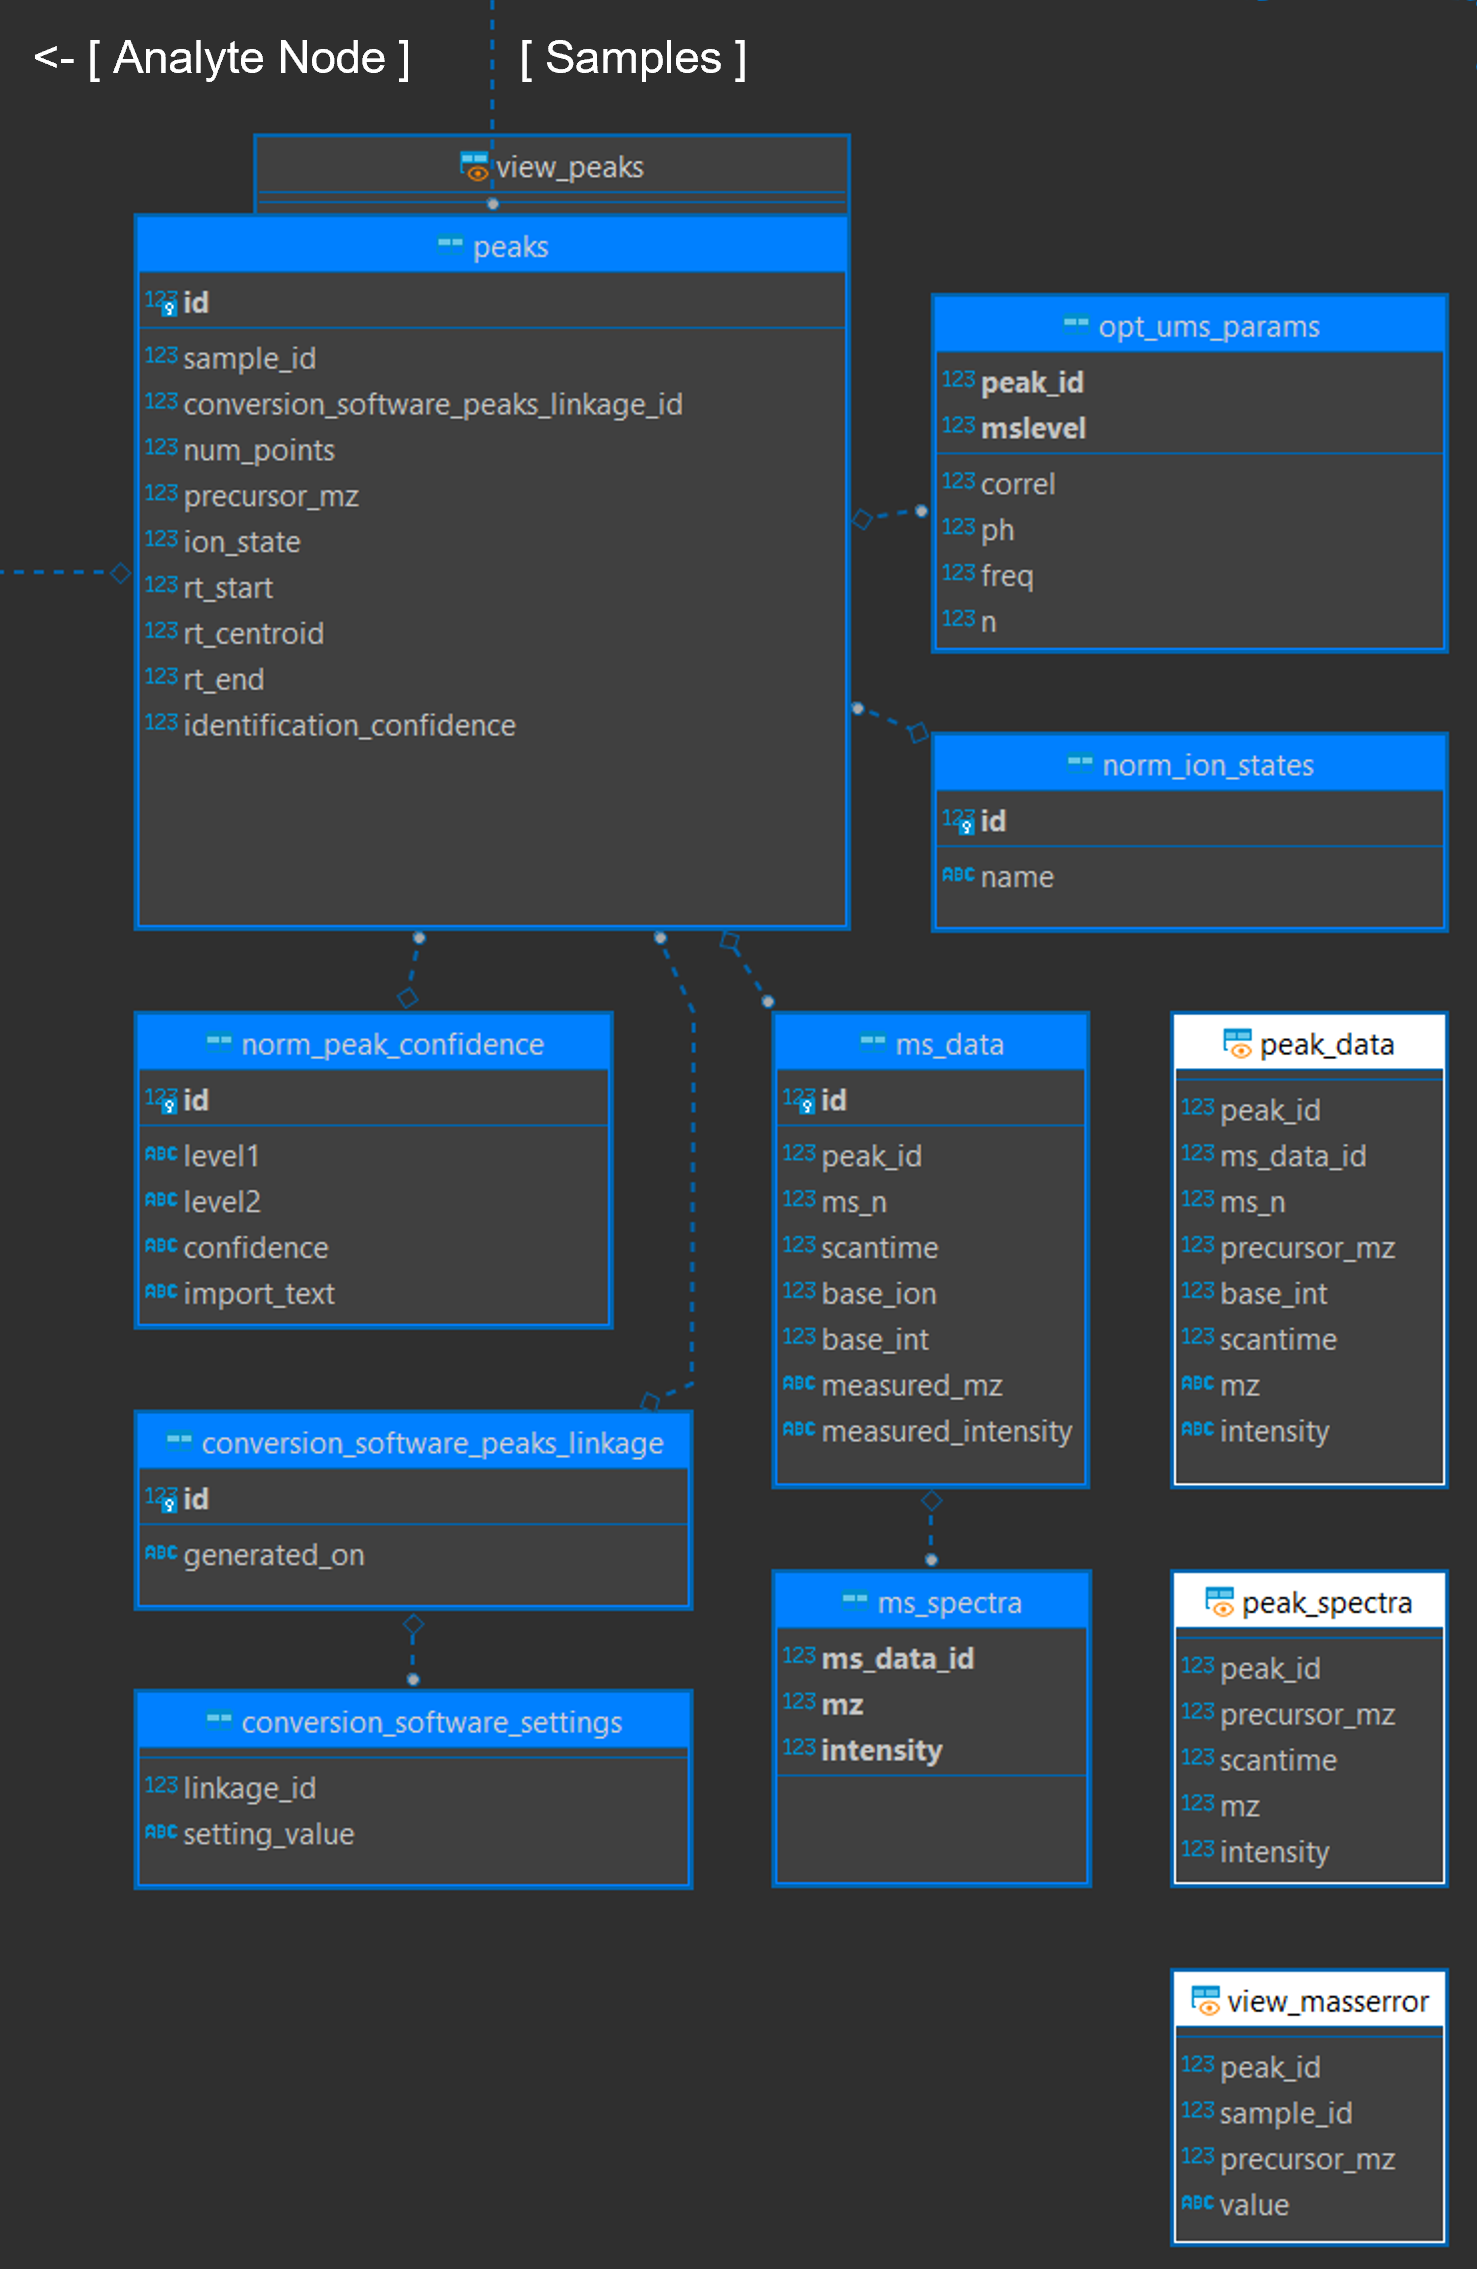 <- [ Analyte Node ]
[ Samples ]
view_peaks
peaks
123 id
123 sample_id
123 conversion_software_peaks_linkage_id
123 num_points
123 precursor_mz
123 ion_state
123 rt_start
123 rt_centroid
123 rt_end
123 identification_confidence
opt_ums_params
123 peak_id
123 mslevel
123 correl
123 ph
123 freq
123 n
norm_ion_states
123 id
ABC name
norm_peak_confidence
123 id
ABC level1
ABC level2
ABC confidence
ABC import_text
conversion_software_peaks_linkage
123 id
ABC generated_on
conversion_software_settings
123 linkage_id
ABC setting_value
ms_data
123 id
123 peak_id
123 ms_n
123 scantime
123 base_ion
123 base_int
ABC measured_mz
ABC measured_intensity
ms_spectra
123 ms_data_id
123 mz
123 intensity
peak_data
123 peak_id
123 ms_data_id
123 ms_n
123 precursor_mz
123 base_int
123 scantime
ABC mz
ABC intensity
peak_spectra
123 peak_id
123 precursor_mz
123 scantime
123 mz
123 intensity
view_masserror
123 peak_id
123 sample_id
123 precursor_mz
ABC value